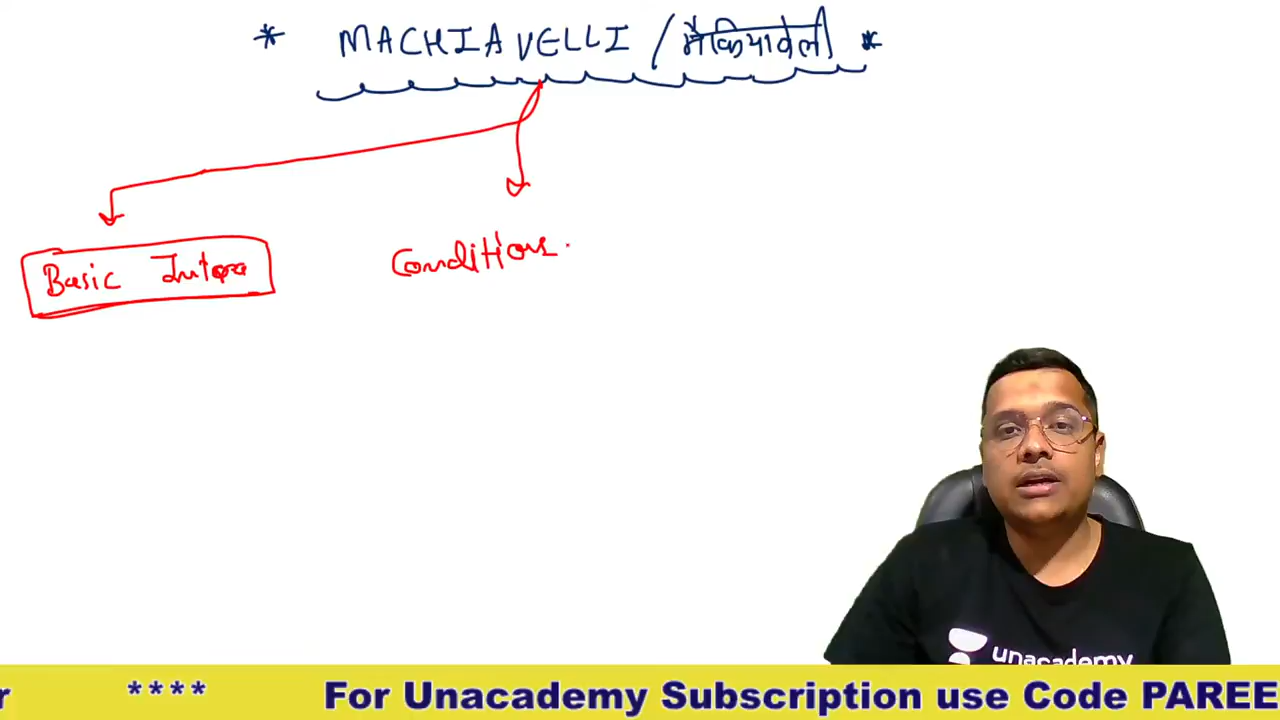 * MACHIAVELLI / मैकियावेली *
Basic Intro
Conditions.
unacademy
r **** For Unacademy Subscription use Code PAREE